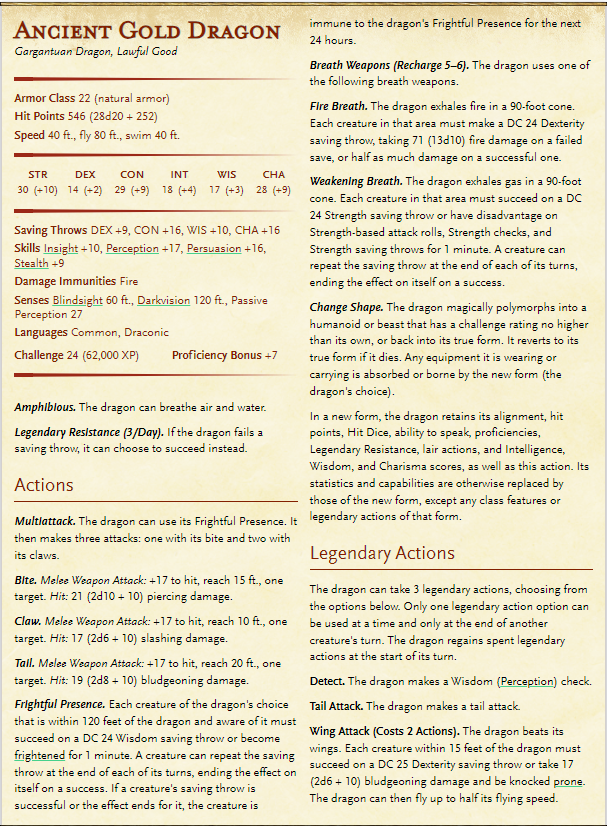 Ancient Gold Dragon
Gargantuan Dragon, Lawful Good
Armor Class 22 (natural armor)
Hit Points 546 (28d20 + 252)
Speed 40 ft., fly 80 ft., swim 40 ft.
STR DEX CON INT WIS CHA
30 (+10) 14 (+2) 29 (+9) 18 (+4) 17 (+3) 28 (+9)
Saving Throws DEX +9, CON +16, WIS +10, CHA +16
Skills Insight +10, Perception +17, Persuasion +16,
Stealth +9
Damage Immunities Fire
Senses Blindsight 60 ft., Darkvision 120 ft., Passive
Perception 27
Languages Common, Draconic
Challenge 24 (62,000 XP) Proficiency Bonus +7
Amphibious. The dragon can breathe air and water.
Legendary Resistance (3/Day). If the dragon fails a
saving throw, it can choose to succeed instead.
Actions
Multiattack. The dragon can use its Frightful Presence. It
then makes three attacks: one with its bite and two with
its claws.
Bite. Melee Weapon Attack: +17 to hit, reach 15 ft., one
target. Hit: 21 (2d10 + 10) piercing damage.
Claw. Melee Weapon Attack: +17 to hit, reach 10 ft., one
target. Hit: 17 (2d6 + 10) slashing damage.
Tail. Melee Weapon Attack: +17 to hit, reach 20 ft., one
target. Hit: 19 (2d8 + 10) bludgeoning damage.
Frightful Presence. Each creature of the dragon's choice
that is within 120 feet of the dragon and aware of it must
succeed on a DC 24 Wisdom saving throw or become
frightened for 1 minute. A creature can repeat the saving
throw at the end of each of its turns, ending the effect on
itself on a success. If a creature's saving throw is
successful or the effect ends for it, the creature is
immune to the dragon's Frightful Presence for the next
24 hours.
Breath Weapons (Recharge 5–6). The dragon uses one of
the following breath weapons.
Fire Breath. The dragon exhales fire in a 90-foot cone.
Each creature in that area must make a DC 24 Dexterity
saving throw, taking 71 (13d10) fire damage on a failed
save, or half as much damage on a successful one.
Weakening Breath. The dragon exhales gas in a 90-foot
cone. Each creature in that area must succeed on a DC
24 Strength saving throw or have disadvantage on
Strength-based attack rolls, Strength checks, and
Strength saving throws for 1 minute. A creature can
repeat the saving throw at the end of each of its turns,
ending the effect on itself on a success.
Change Shape. The dragon magically polymorphs into a
humanoid or beast that has a challenge rating no higher
than its own, or back into its true form. It reverts to its
true form if it dies. Any equipment it is wearing or
carrying is absorbed or borne by the new form (the
dragon's choice).
In a new form, the dragon retains its alignment, hit
points, Hit Dice, ability to speak, proficiencies,
Legendary Resistance, lair actions, and Intelligence,
Wisdom, and Charisma scores, as well as this action. Its
statistics and capabilities are otherwise replaced by
those of the new form, except any class features or
legendary actions of that form.
Legendary Actions
The dragon can take 3 legendary actions, choosing from
the options below. Only one legendary action option can
be used at a time and only at the end of another
creature's turn. The dragon regains spent legendary
actions at the start of its turn.
Detect. The dragon makes a Wisdom (Perception) check.
Tail Attack. The dragon makes a tail attack.
Wing Attack (Costs 2 Actions). The dragon beats its
wings. Each creature within 15 feet of the dragon must
succeed on a DC 25 Dexterity saving throw or take 17
(2d6 + 10) bludgeoning damage and be knocked prone.
The dragon can then fly up to half its flying speed.